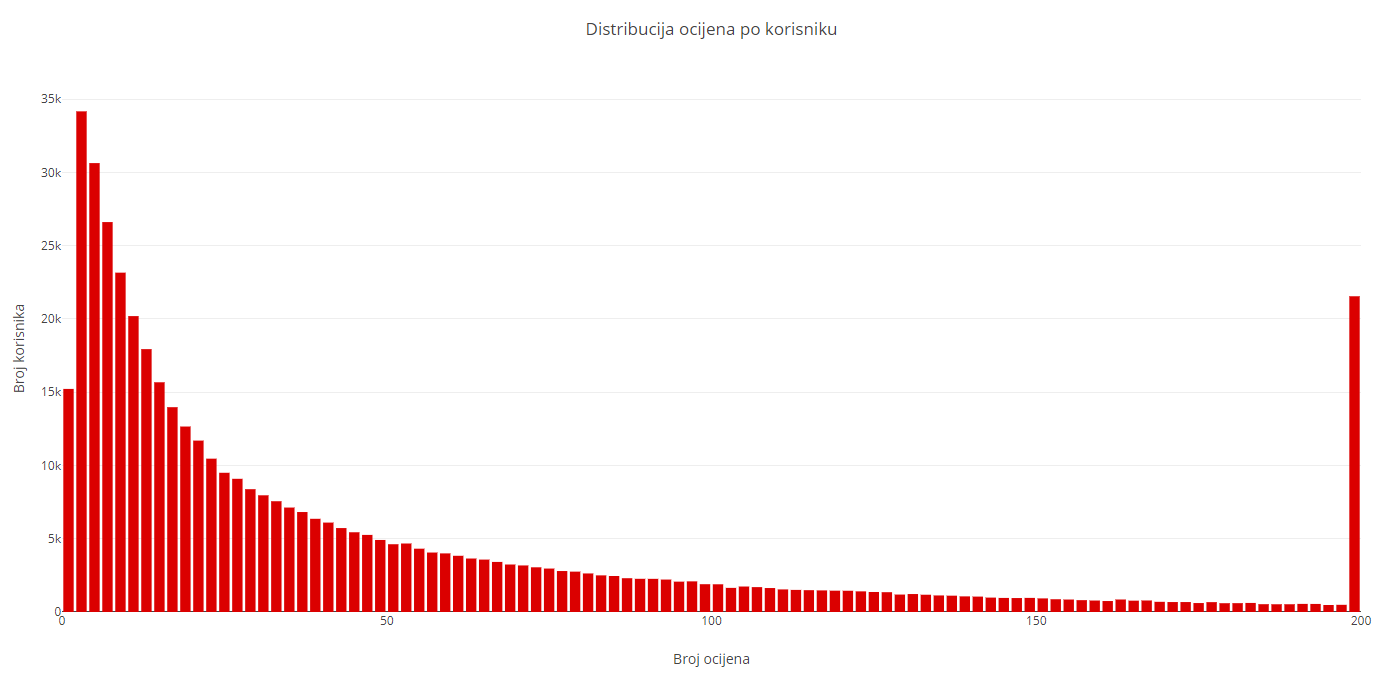 Distribucija ocijena po korisniku
35k
30k
25k
20k
15k
10k
5k
0
Broj korisnika
0 50 100 150 200
Broj ocijena